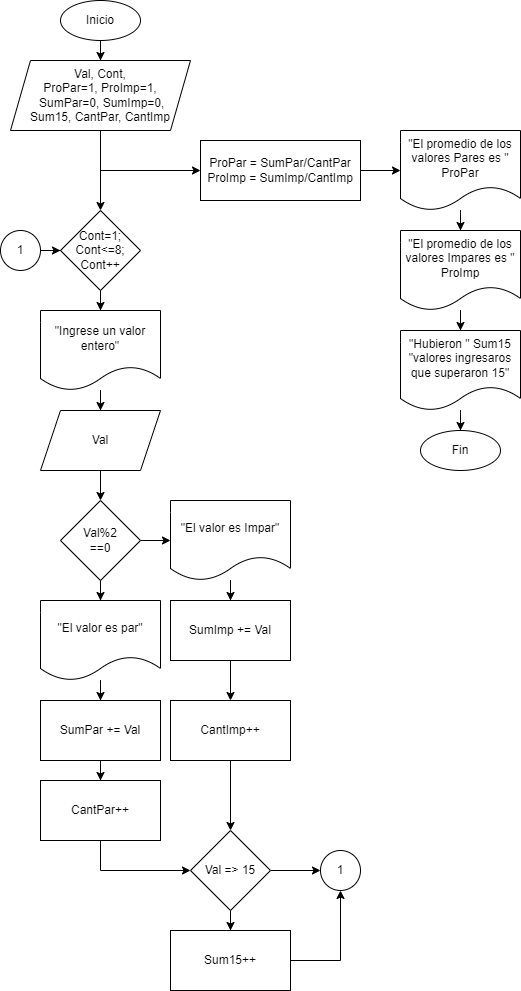 Inicio
Val, Cont,
ProPar=1, ProImp=1,
SumPar=0, SumImp=0,
Sum15, CantPar, CantImp
ProPar = SumPar/CantPar
ProImp = SumImp/CantImp
"El promedio de los
valores Pares es "
ProPar
"El promedio de los
valores Impares es "
ProImp
"Hubieron " Sum15
"valores ingresaros
que superaron 15"
Fin
1
Cont=1;
Cont<=8;
Cont++
"Ingrese un valor
entero"
Val
Val%2
==0
"El valor es Impar"
"El valor es par"
SumImp += Val
SumPar += Val
CantImp++
CantPar++
Val => 15
1
Sum15++